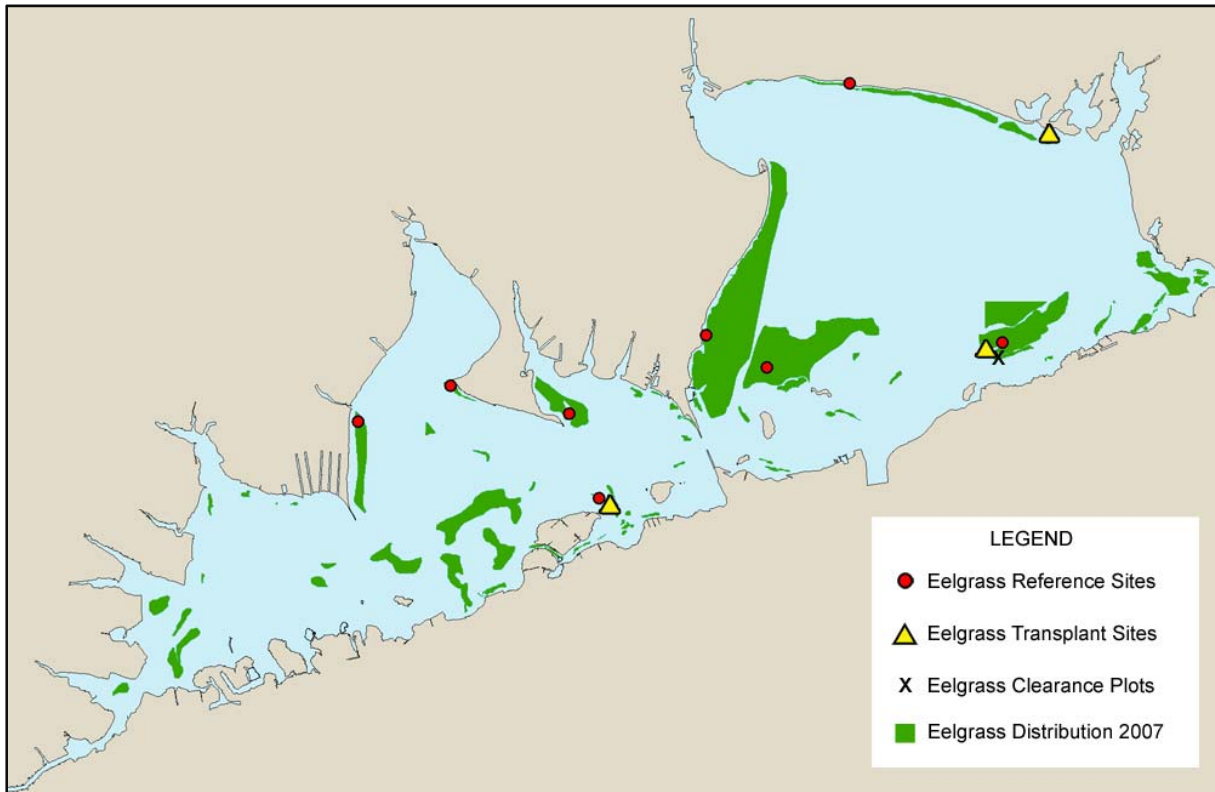 LEGEND
Eelgrass Reference Sites
Eelgrass Transplant Sites
X Eelgrass Clearance Plots
Eelgrass Distribution 2007
X